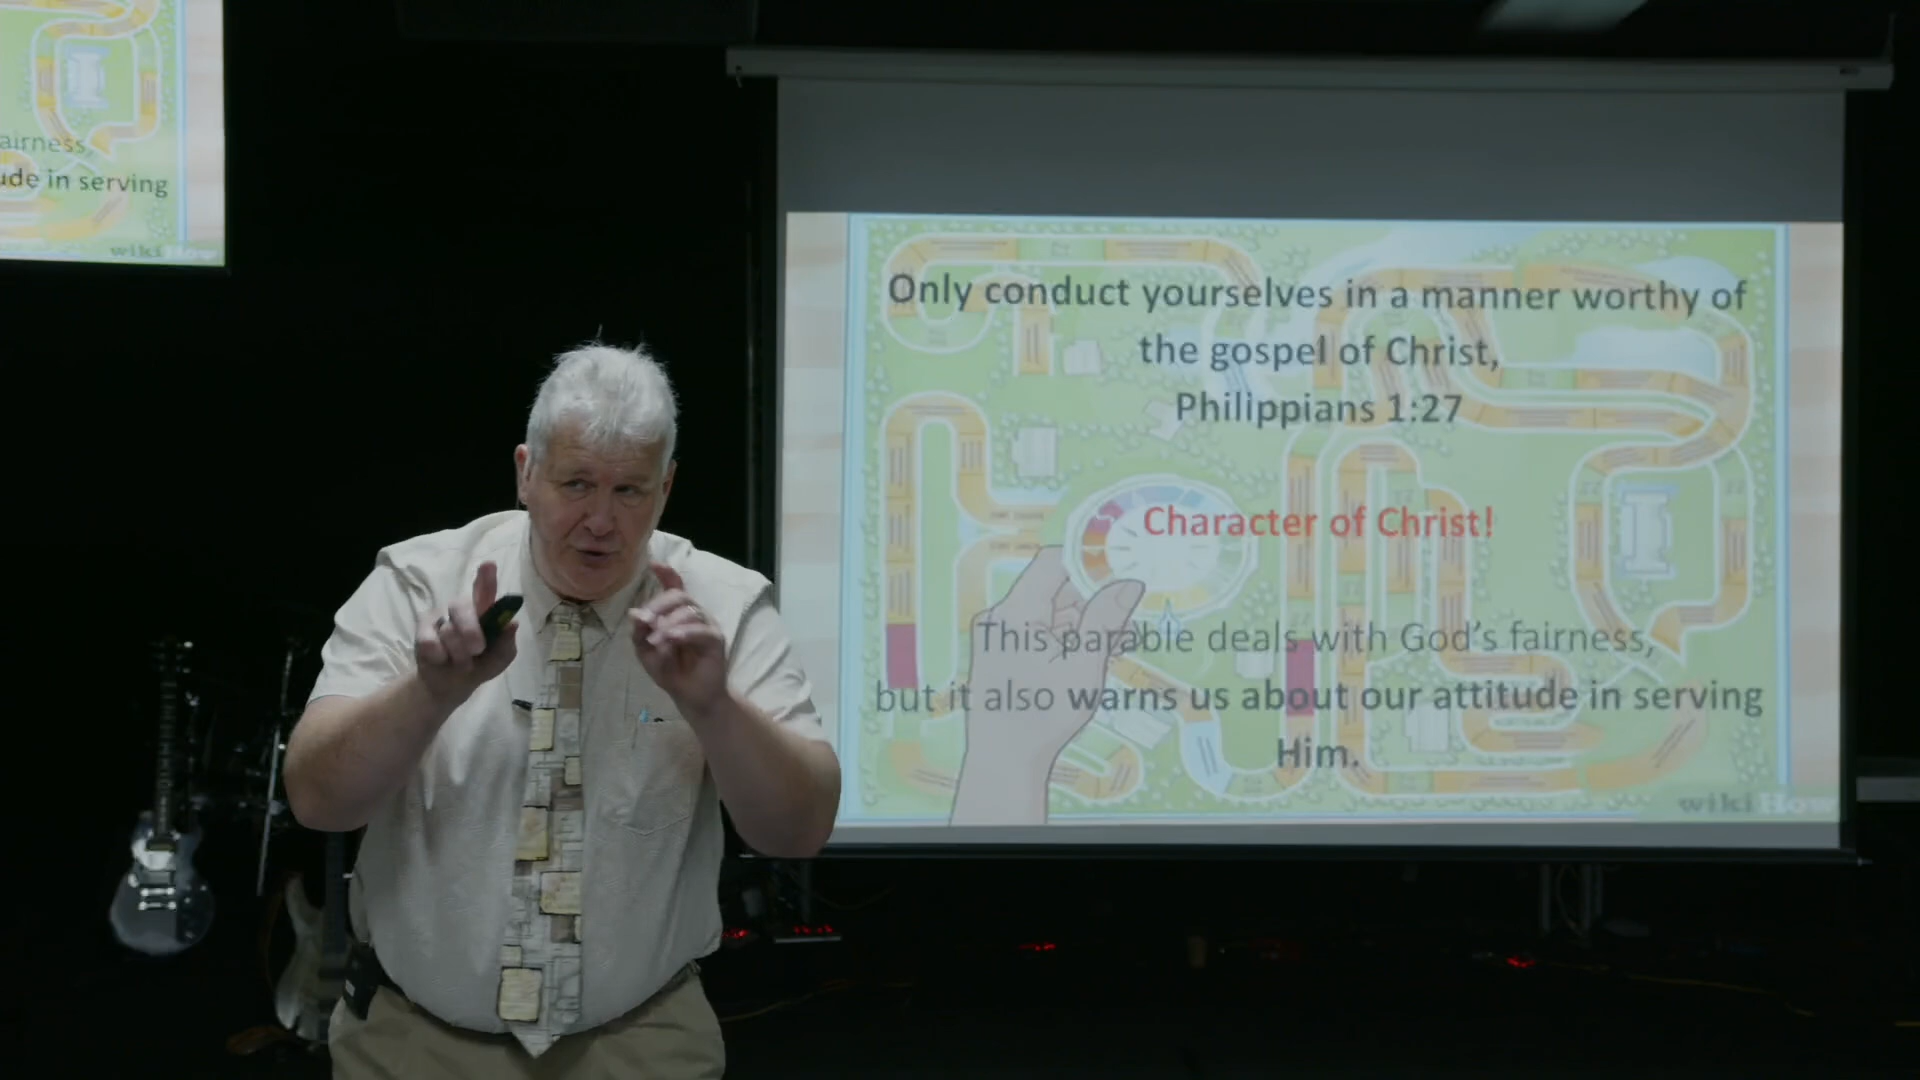 airness,
ude in serving
wikiHow
Only conduct yourselves in a manner worthy of
the gospel of Christ,
Philippians 1:27
Character of Christ!
This parable deals with God's fairness,
but it also warns us about our attitude in serving
Him.
wikiHow